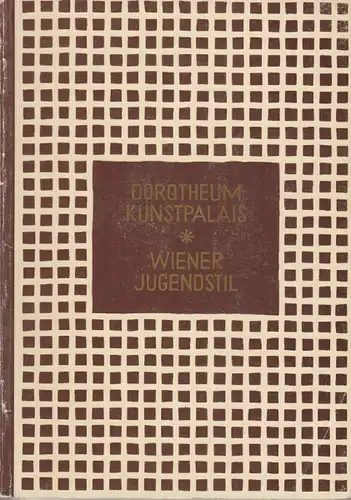 DOROTHEUM
KUNSTPALAIS
WIENER
JUGENDSTIL